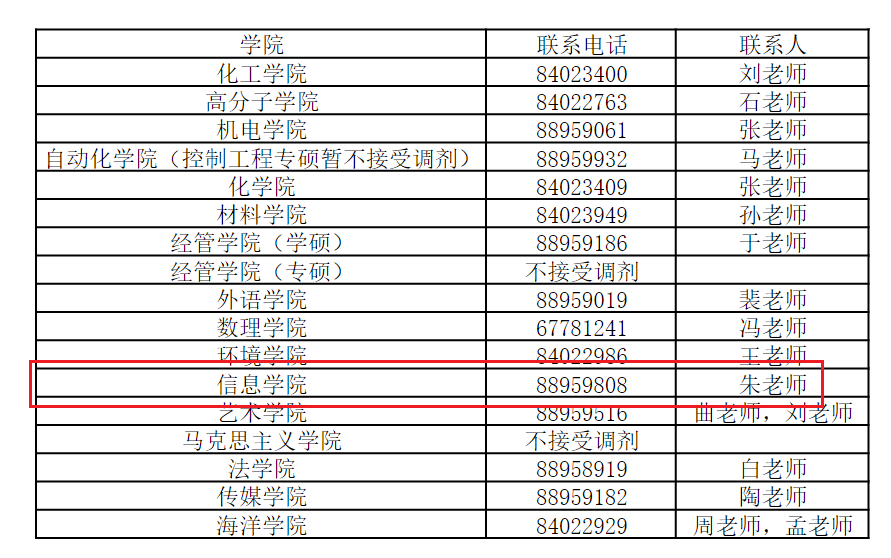 学院 联系电话 联系人
化工学院 84023400 刘老师
高分子学院 84022763 石老师
机电学院 88959061 张老师
自动化学院（控制工程专硕暂不接受调剂） 88959932 马老师
化学院 84023409 张老师
材料学院 84023949 孙老师
经管学院（学硕） 88959186 于老师
经管学院（专硕） 不接受调剂
外语学院 88959019 裴老师
数理学院 67781241 冯老师
环境学院 84022986 王老师
信息学院 88959808 朱老师
艺术学院 88959516 曲老师，刘老师
马克思主义学院 不接受调剂
法学院 88958919 白老师
传媒学院 88959182 陶老师
海洋学院 84022929 周老师，孟老师